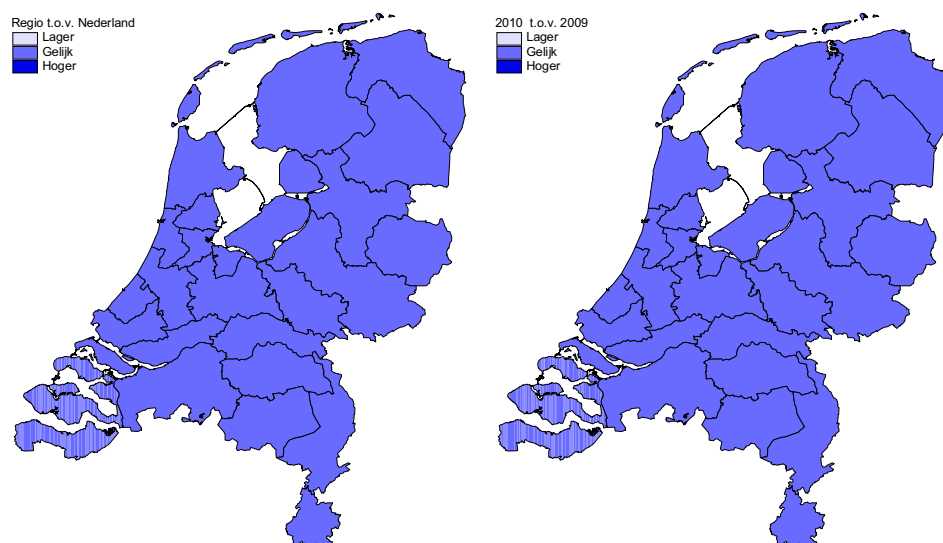 Regio t.o.v. Nederland
Lager
Gelijk
Hoger
2010 t.o.v. 2009
Lager
Gelijk
Hoger